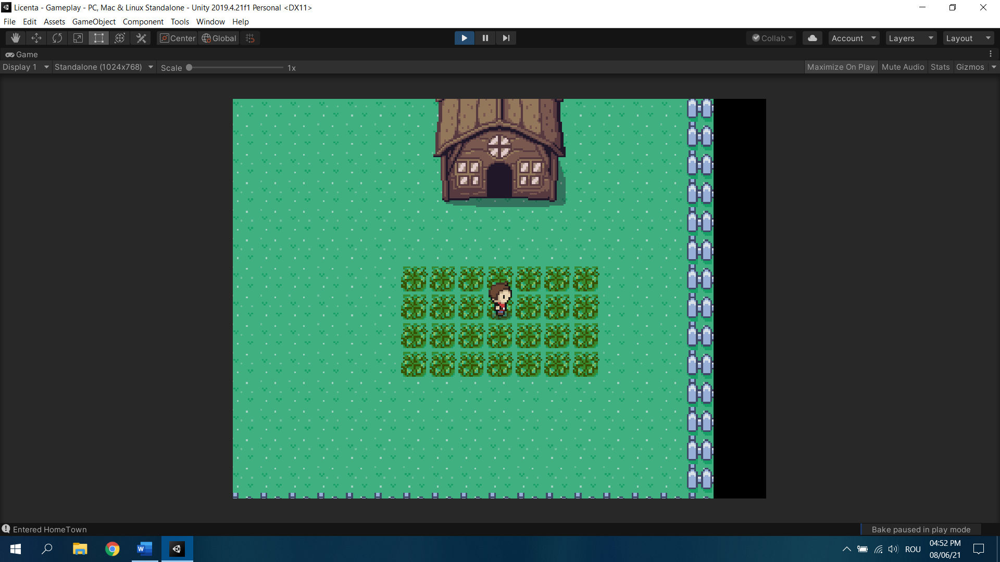 Licenta - Gameplay - PC, Mac & Linux Standalone - Unity 2019.4.21f1 Personal <DX11>
File Edit Assets GameObject Component Tools Window Help
Center Global Collab Account Layers Layout
Game
Display 1 Standalone (1024x768) Scale 1x Maximize On Play Mute Audio Stats Gizmos
Entered HomeTown Bake paused in play mode
W ROU 04:52 PM
08/06/21